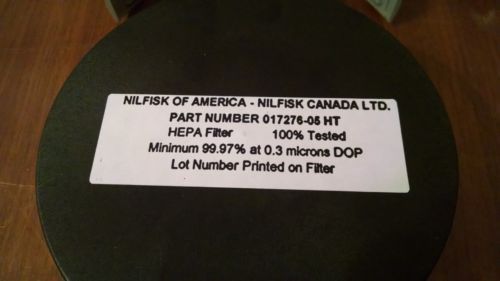 NILFISK OF AMERICA - NILFISK CANADA LTD.
PART NUMBER 017276-05 HT
HEPA Filter 100% Tested
Minimum 99.97% at 0.3 microns DOP
Lot Number Printed on Filter